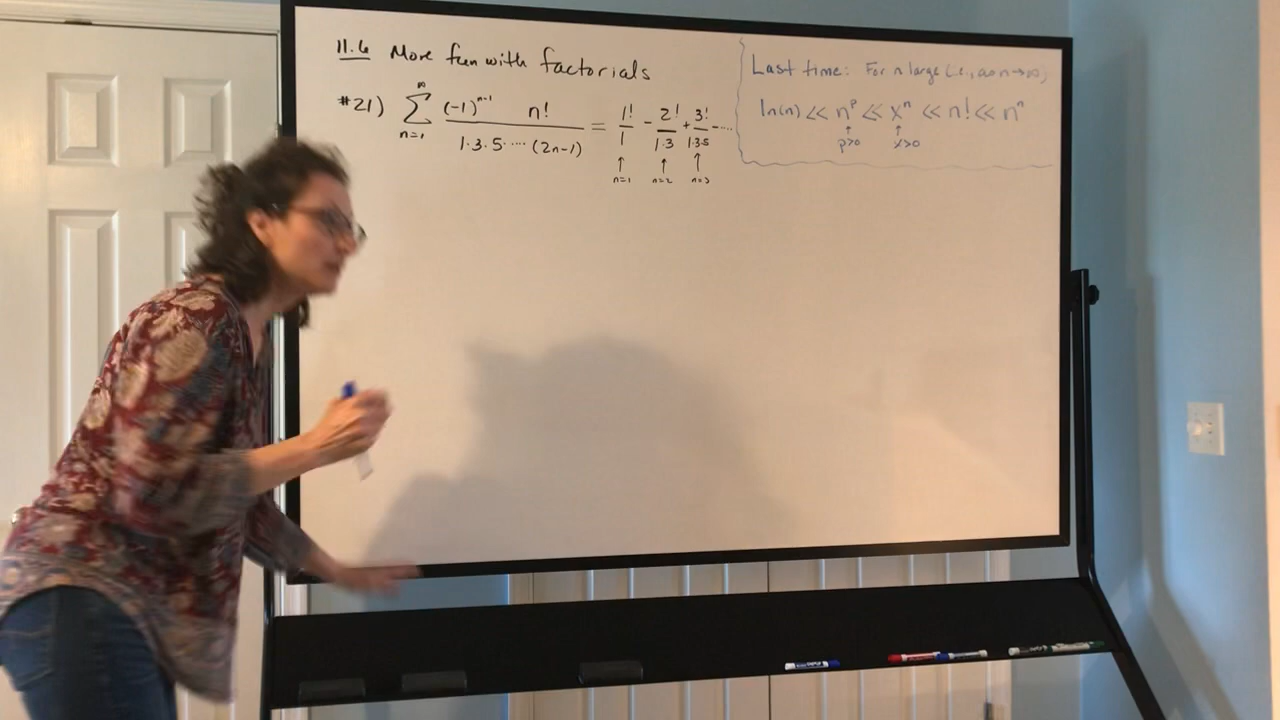 11.6 More fun with factorials
#21) ∞ ∑ n=1 (-1)^{n-1} n! / 1·3·5····(2n-1) = 1!/1 - 2!/1·3 + 3!/1·3·5 - ....
↑ n=1 ↑ n=2 ↑ n=3
Last time: For n large (i.e., as n→∞)
ln(n) << n^p << x^n << n! << n^n
↑ p>0 ↑ x>0